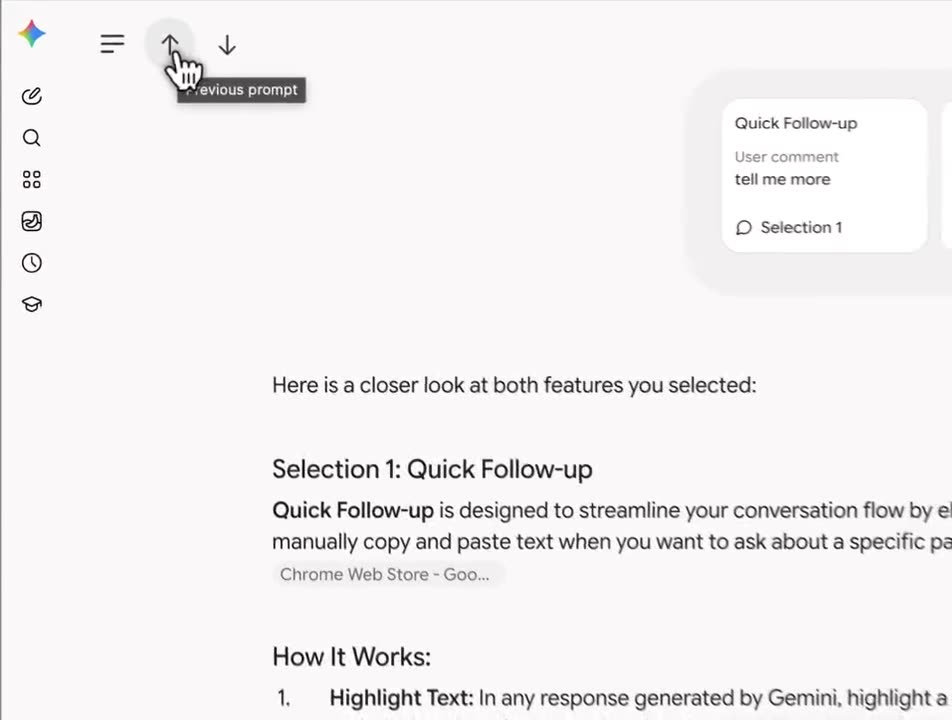 revious prompt
Quick Follow-up
User comment
tell me more
Selection 1
Here is a closer look at both features you selected:
Selection 1: Quick Follow-up
Quick Follow-up is designed to streamline your conversation flow by
manually copy and paste text when you want to ask about a specific
Chrome Web Store - Goo...
How It Works:
1. Highlight Text: In any response generated by Gemini, highlight a